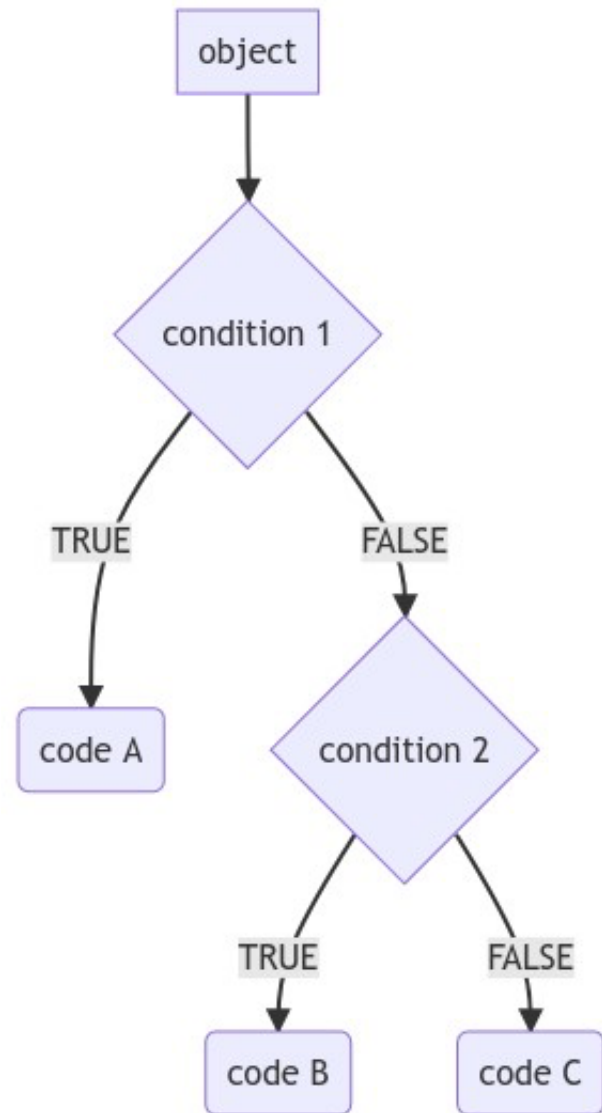 object
condition 1
TRUE
FALSE
code A
condition 2
TRUE
FALSE
code B
code C